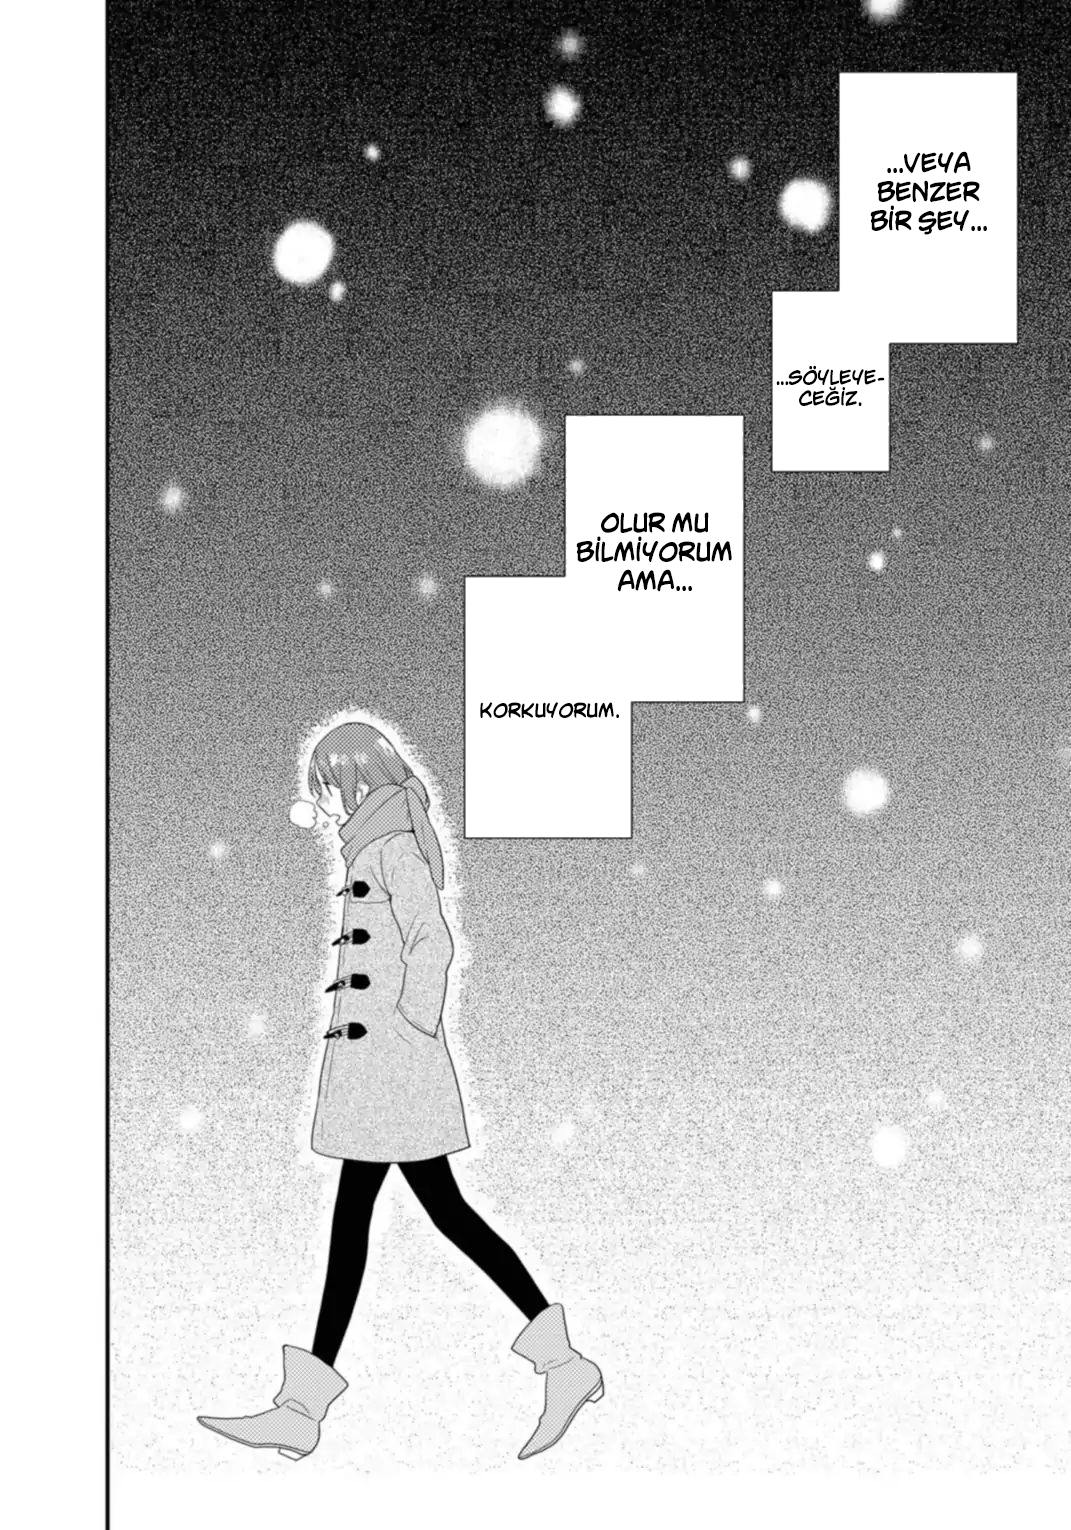 ...VEYA
BENZER
BİR ŞEY...
...SÖYLEYE-
CEĞİZ.
OLUR MU
BİLMİYORUM
AMA...
KORKUYORUM.